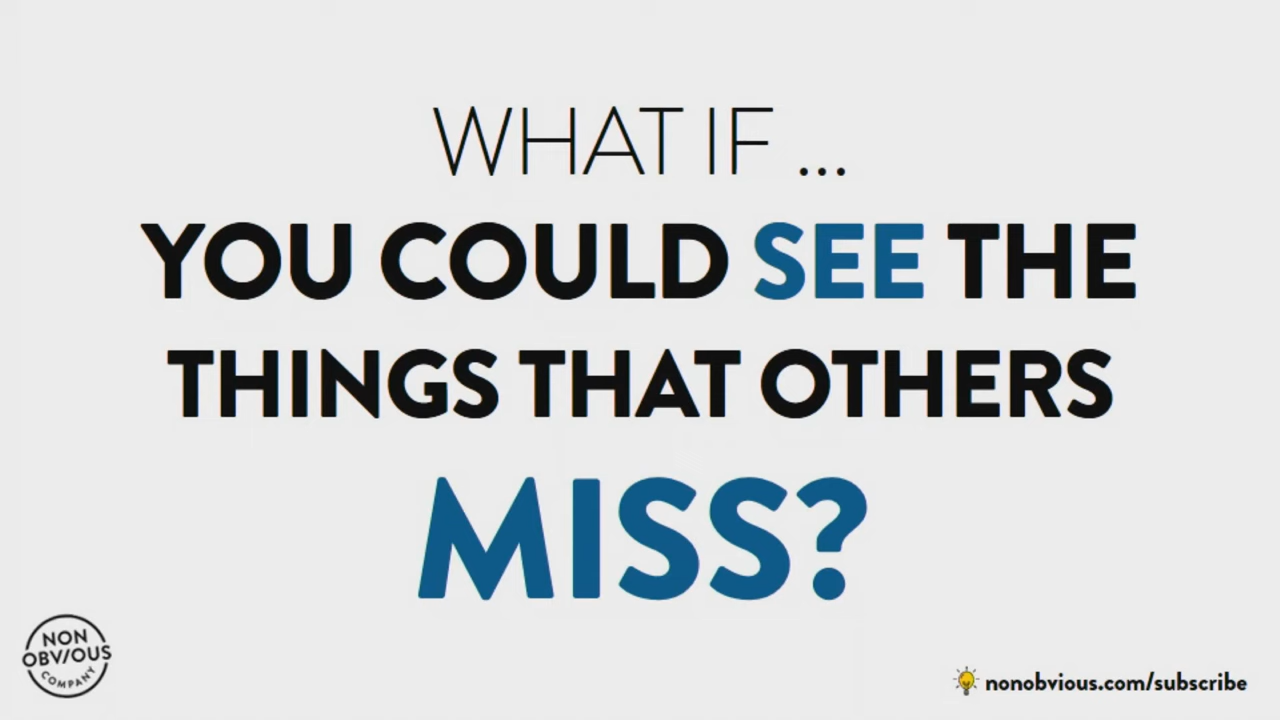 WHAT IF ...
YOU COULD SEE THE
THINGS THAT OTHERS
MISS?
NON
OBV/OUS
COMPANY
nonobvious.com/subscribe